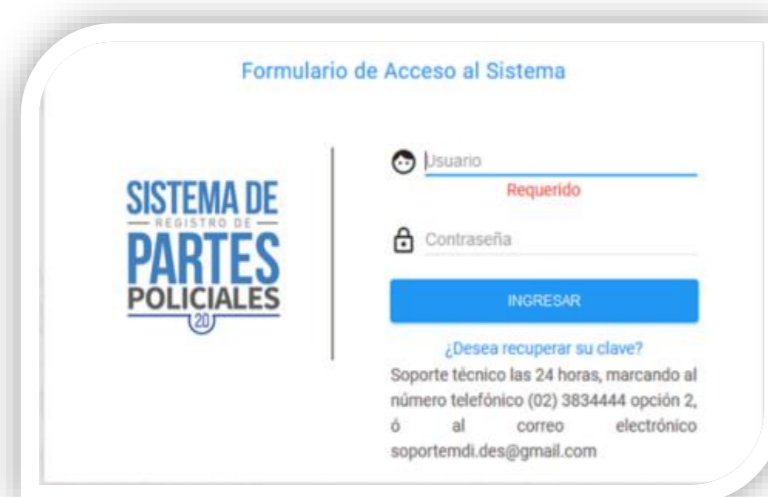 Formulario de Acceso al Sistema
SISTEMA DE
REGISTRO DE
PARTES
POLICIALES
20
Usuario
Requerido
Contraseña
INGRESAR
¿Desea recuperar su clave?
Soporte técnico las 24 horas, marcando al
número telefónico (02) 3834444 opción 2,
ó al correo electrónico
soportemdi.des@gmail.com